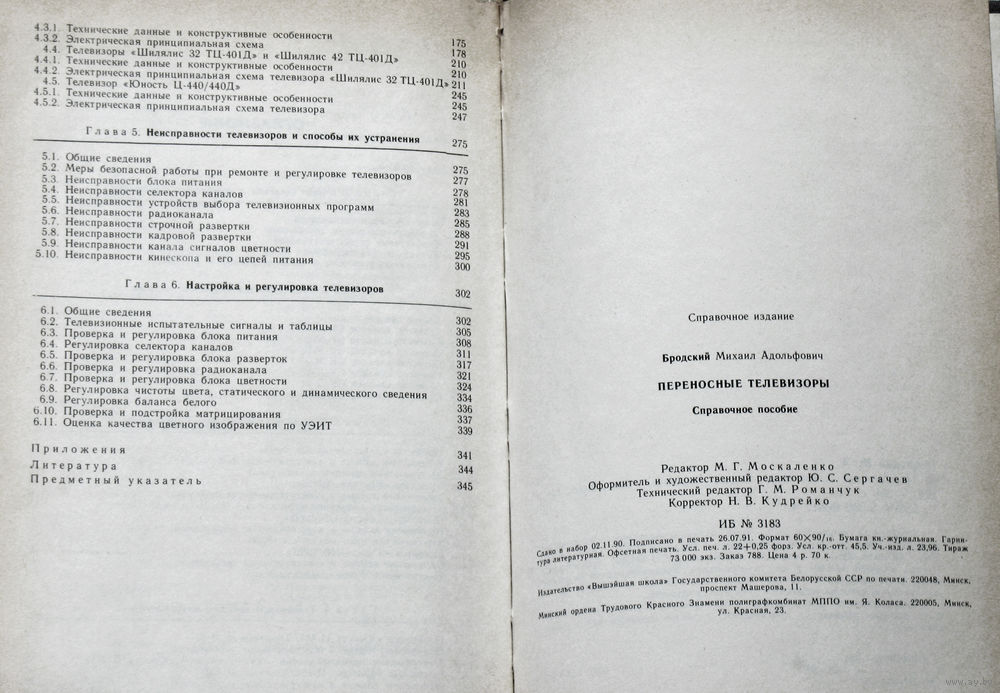 4.3.1. Технические данные и конструктивные особенности 175
4.3.2. Электрическая принципиальная схема 178
4.4. Телевизоры «Шилялис 32 ТЦ-401Д» и «Шилялис 42 ТЦ-401Д» 210
4.4.1. Технические данные и конструктивные особенности 210
4.4.2. Электрическая принципиальная схема телевизора «Шилялис 32 ТЦ-401Д» 211
4.5. Телевизор «Юность Ц-440/440Д» 245
4.5.1. Технические данные и конструктивные особенности 245
4.5.2. Электрическая принципиальная схема телевизора 247
Глава 5. Неисправности телевизоров и способы их устранения 275
5.1. Общие сведения 275
5.2. Меры безопасной работы при ремонте и регулировке телевизоров 277
5.3. Неисправности блока питания 278
5.4. Неисправности селектора каналов 281
5.5. Неисправности устройств выбора телевизионных программ 283
5.6. Неисправности радиоканала 285
5.7. Неисправности строчной развертки 288
5.8. Неисправности кадровой развертки 291
5.9. Неисправности канала сигналов цветности 295
5.10. Неисправности кинескопа и его цепей питания 300
Глава 6. Настройка и регулировка телевизоров 302
6.1. Общие сведения 302
6.2. Телевизионные испытательные сигналы и таблицы 305
6.3. Проверка и регулировка блока питания 308
6.4. Регулировка селектора каналов 311
6.5. Проверка и регулировка блока разверток 317
6.6. Проверка и регулировка радиоканала 321
6.7. Проверка и регулировка блока цветности 324
6.8. Регулировка чистоты цвета, статического и динамического сведения 334
6.9. Регулировка баланса белого 336
6.10. Проверка и подстройка матрицирования 337
6.11. Оценка качества цветного изображения по УЭИТ 339
Приложения 341
Литература 344
Предметный указатель 345
Справочное издание
Бродский Михаил Адольфович
ПЕРЕНОСНЫЕ ТЕЛЕВИЗОРЫ
Справочное пособие
Редактор М. Г. Москаленко
Оформитель и художественный редактор Ю. С. Сергачев
Технический редактор Г. М. Романчук
Корректор Н. В. Кудрейко
ИБ № 3183
Сдано в набор 02.11.90. Подписано в печать 26.07.91. Формат 60×90/16. Бумага кн.-журнальная. Гарни-
тура литературная. Офсетная печать. Усл. печ. л. 22+0,25 форз. Усл. кр.-отт. 45,5. Уч.-изд. л. 23,96. Тираж
73 000 экз. Заказ 788. Цена 4 р. 70 к.
Издательство «Вышэйшая школа» Государственного комитета Белорусской ССР по печати. 220048, Минск,
проспект Машерова, 11.
Минский ордена Трудового Красного Знамени полиграфкомбинат МППО им. Я. Коласа. 220005, Минск,
ул. Красная, 23.
www.ay.by